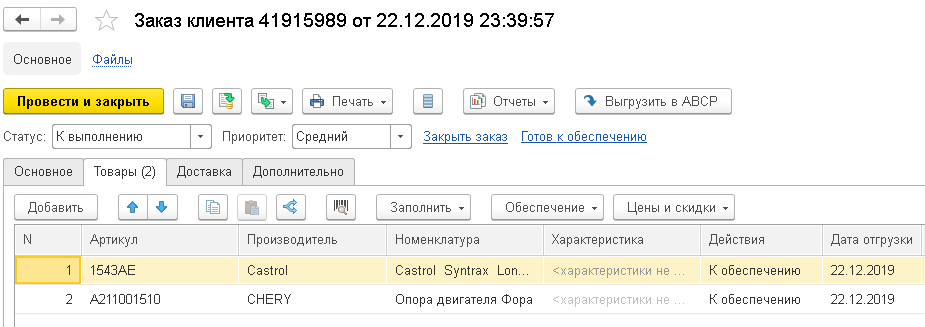 Заказ клиента 41915989 от 22.12.2019 23:39:57
Основное Файлы
Провести и закрыть Печать Отчеты Выгрузить в ABCP
Статус: К выполнению Приоритет: Средний Закрыть заказ Готов к обеспечению
Основное Товары (2) Доставка Дополнительно
Добавить Заполнить Обеспечение Цены и скидки
N Артикул Производитель Номенклатура Характеристика Действия Дата отгрузки
1 1543AE Castrol Castrol Syntrax Lon... <характеристики не ... К обеспечению 22.12.2019
2 A211001510 CHERY Опора двигателя Фора <характеристики не ... К обеспечению 22.12.2019